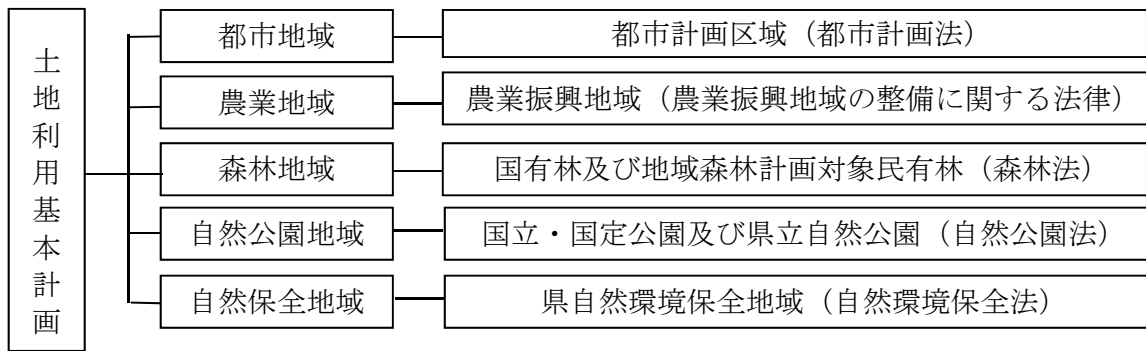 土地利用基本計画
都市地域
都市計画区域（都市計画法）
農業地域
農業振興地域（農業振興地域の整備に関する法律）
森林地域
国有林及び地域森林計画対象民有林（森林法）
自然公園地域
国立・国定公園及び県立自然公園（自然公園法）
自然保全地域
県自然環境保全地域（自然環境保全法）